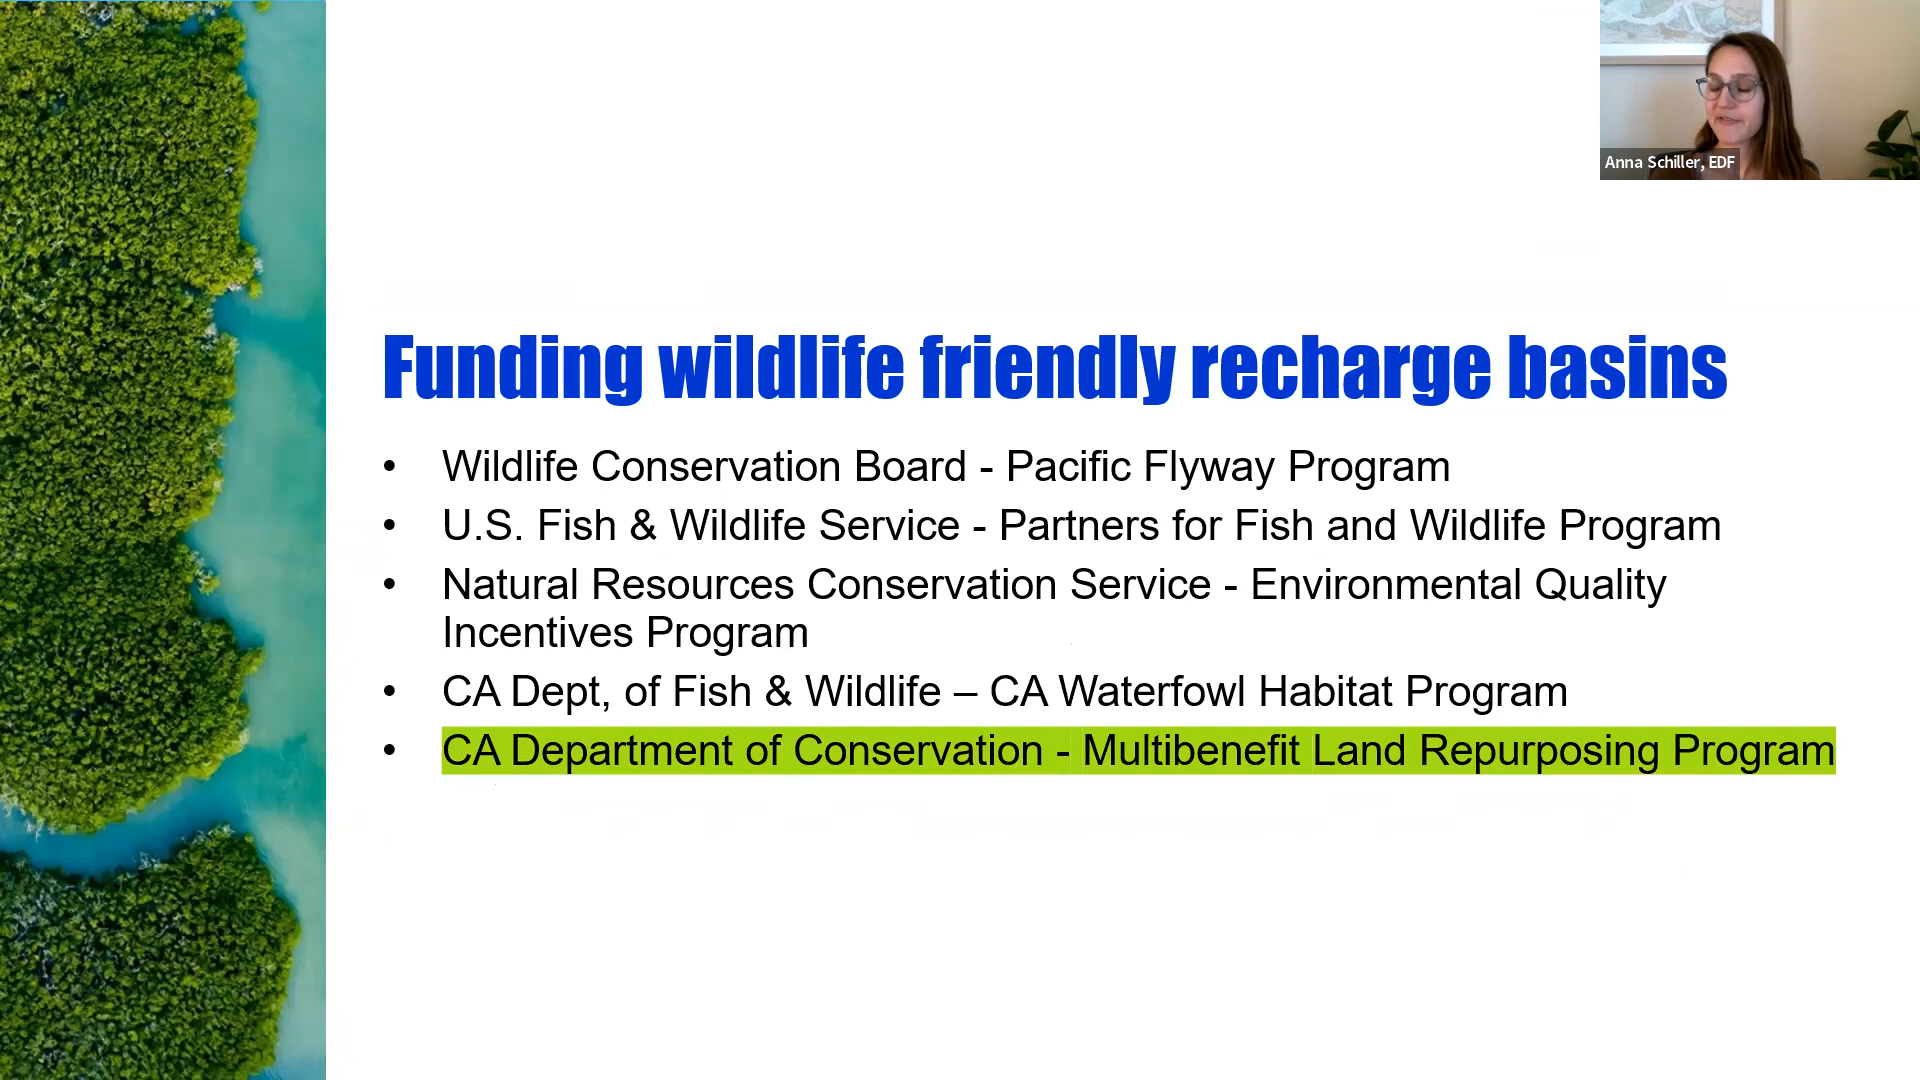 Anna Schiller, EDF
Funding wildlife friendly recharge basins
• Wildlife Conservation Board - Pacific Flyway Program
• U.S. Fish & Wildlife Service - Partners for Fish and Wildlife Program
• Natural Resources Conservation Service - Environmental Quality
Incentives Program
• CA Dept, of Fish & Wildlife – CA Waterfowl Habitat Program
• CA Department of Conservation - Multibenefit Land Repurposing Program